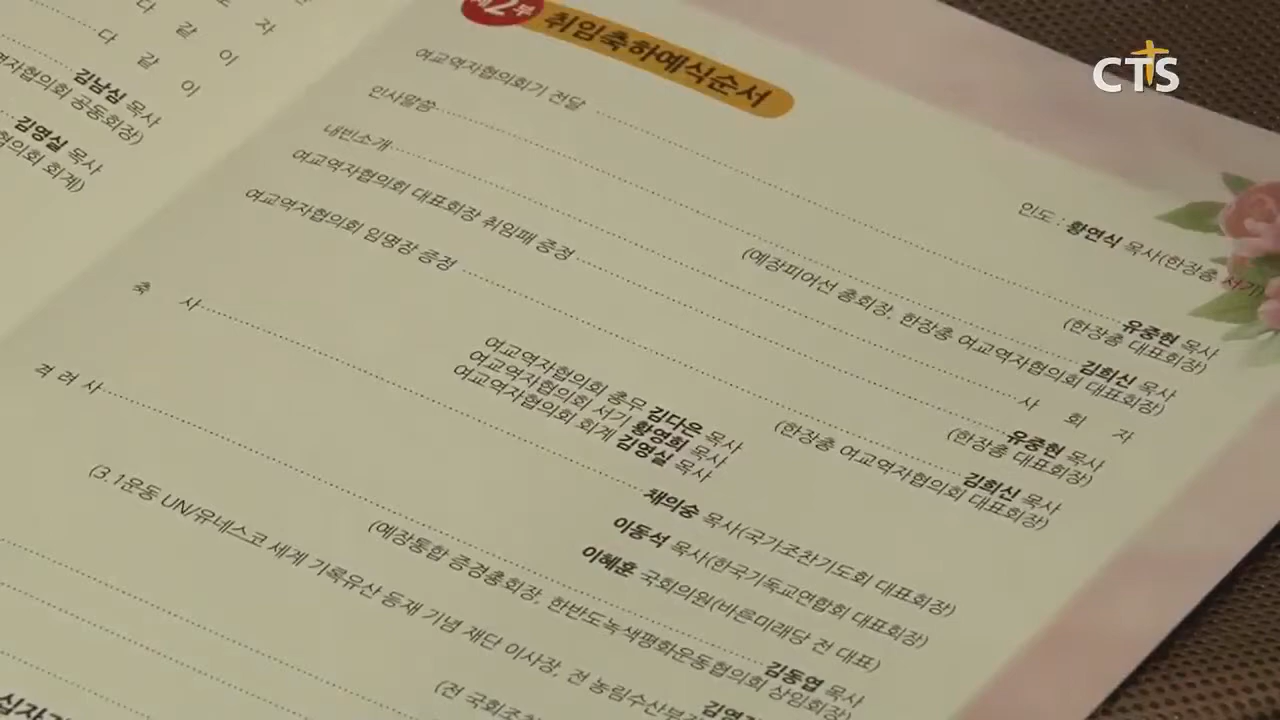 CTS
자
다 같 이
다 같 이
김남심 목사
역자협의회 공동회장)
김영실 목사
협의회 회계)
제2부 취임축하예식순서
인도 : 황연식 목사(한장총 서기)
여교역자협의회기 전달
유중현 목사
(한장총 대표회장)
인사말씀
김희신 목사
(예장피어선 총회장, 한장총 여교역자협의회 대표회장)
내빈소개
사 회 자
여교역자협의회 대표회장 취임패 증정
유중현 목사
(한장총 대표회장)
여교역자협의회 임명장 증정
김희신 목사
(한장총 여교역자협의회 대표회장)
여교역자협의회 총무 김다은 목사
여교역자협의회 서기 황영희 목사
여교역자협의회 회계 김영실 목사
축 사
채의숭 목사(국가조찬기도회 대표회장)
이동석 목사(한국기독교연합회 대표회장)
이혜훈 국회의원(바른미래당 전 대표)
격 려 사
김동엽 목사
(예장통합 증경총회장, 한반도녹색평화운동협의회 상임회장)
(3.1운동 UN/유네스코 세계 기록유산 등재 기념 재단 이사장, 전 농림수산부
(전 국회조찬